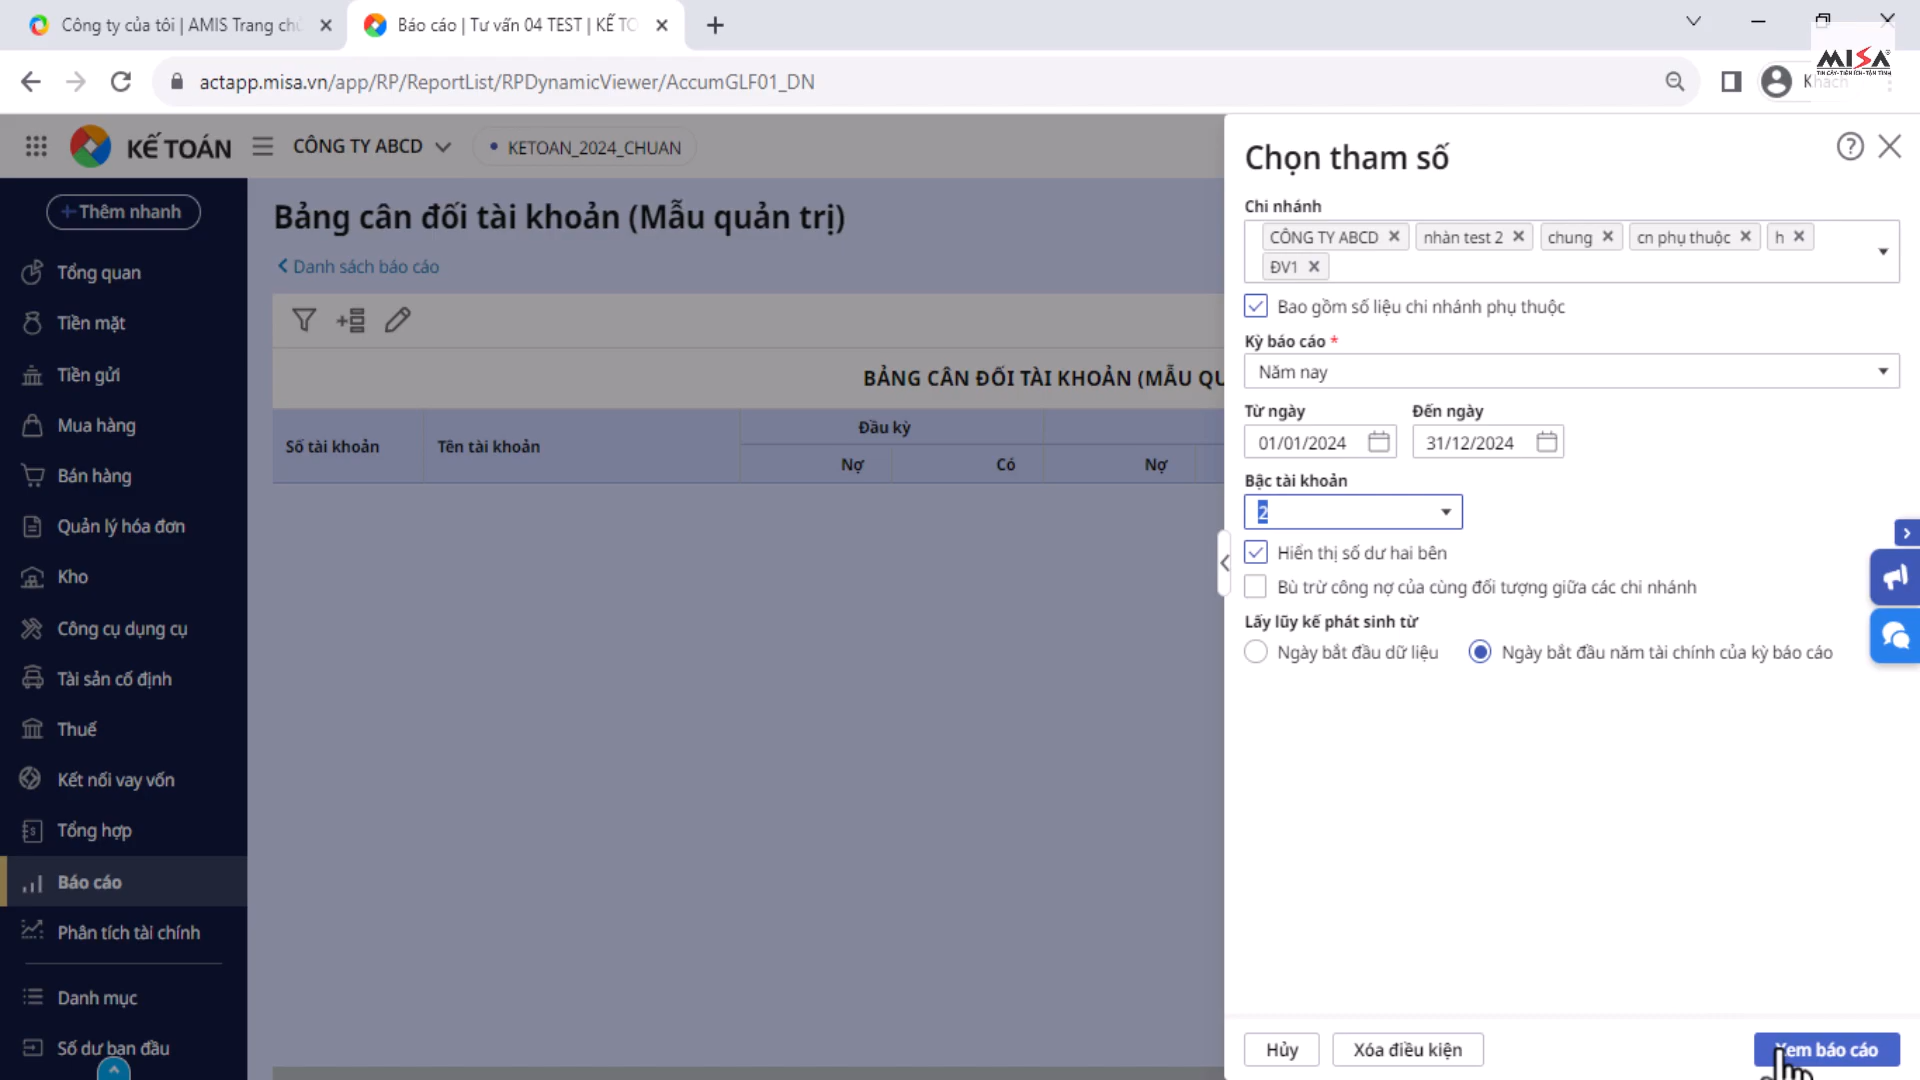 Công ty của tôi | AMIS Trang ch
Báo cáo | Tư vấn 04 TEST | KẾ TO
actapp.misa.vn/app/RP/ReportList/RPDynamicViewer/AccumGLF01_DN
Khách
MISA
TIN CẬY - TIỆN ÍCH - TẬN TÌNH
KẾ TOÁN
CÔNG TY ABCD
KETOAN_2024_CHUAN
+ Thêm nhanh
Tổng quan
Tiền mặt
Tiền gửi
Mua hàng
Bán hàng
Quản lý hóa đơn
Kho
Công cụ dụng cụ
Tài sản cố định
Thuế
Kết nối vay vốn
Tổng hợp
Báo cáo
Phân tích tài chính
Danh mục
Số dư ban đầu
Bảng cân đối tài khoản (Mẫu quản trị)
Danh sách báo cáo
BẢNG CÂN ĐỐI TÀI KHOẢN (MẪU QU
Số tài khoản
Tên tài khoản
Đầu kỳ
Nợ
Có
Nợ
Chọn tham số
Chi nhánh
CÔNG TY ABCD
nhàn test 2
chung
cn phụ thuộc
h
ĐV1
Bao gồm số liệu chi nhánh phụ thuộc
Kỳ báo cáo *
Năm nay
Từ ngày
Đến ngày
01/01/2024
31/12/2024
Bậc tài khoản
2
Hiển thị số dư hai bên
Bù trừ công nợ của cùng đối tượng giữa các chi nhánh
Lấy lũy kế phát sinh từ
Ngày bắt đầu dữ liệu
Ngày bắt đầu năm tài chính của kỳ báo cáo
Hủy
Xóa điều kiện
Xem báo cáo